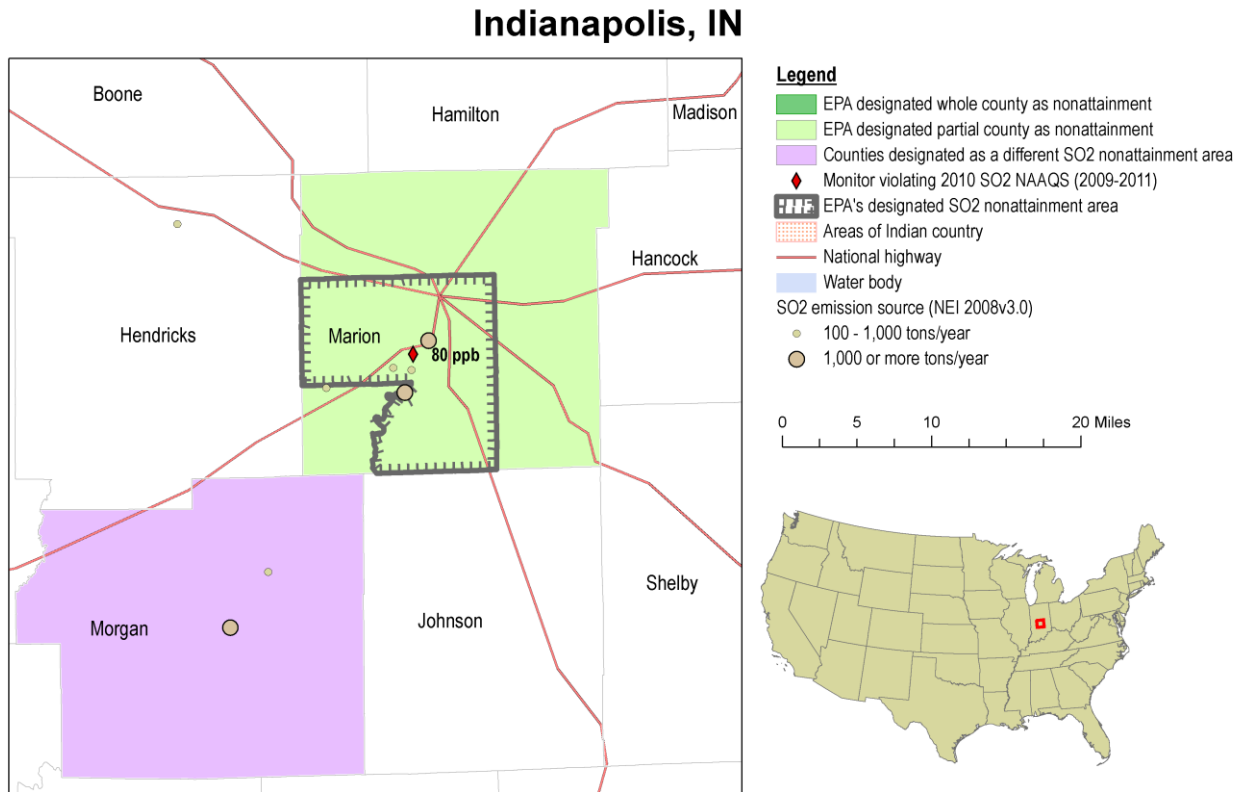 Indianapolis, IN
Boone
Hamilton
Madison
Hancock
Hendricks
Marion
80 ppb
Shelby
Morgan
Johnson
Legend
EPA designated whole county as nonattainment
EPA designated partial county as nonattainment
Counties designated as a different SO2 nonattainment area
Monitor violating 2010 SO2 NAAQS (2009-2011)
EPA's designated SO2 nonattainment area
Areas of Indian country
National highway
Water body
SO2 emission source (NEI 2008v3.0)
100 - 1,000 tons/year
1,000 or more tons/year
0 5 10 20 Miles